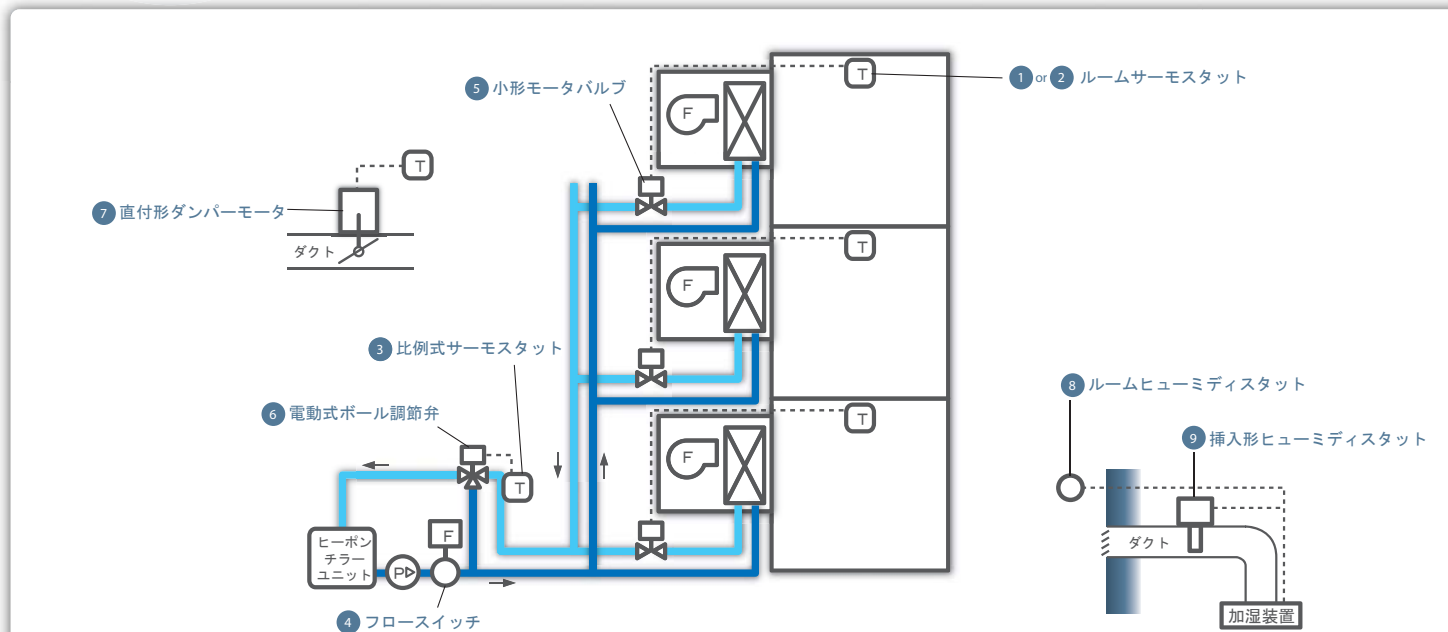 5 小形モータバルブ
1 or 2 ルームサーモスタット
T
F
T
7 直付形ダンパーモータ
ダクト
T
F
3 比例式サーモスタット
8 ルームヒューミディスタット
6 電動式ボール調節弁
T
9 挿入形ヒューミディスタット
F
T
F
ヒーポン
チラー
ユニット
P
ダクト
4 フロースイッチ
加湿装置